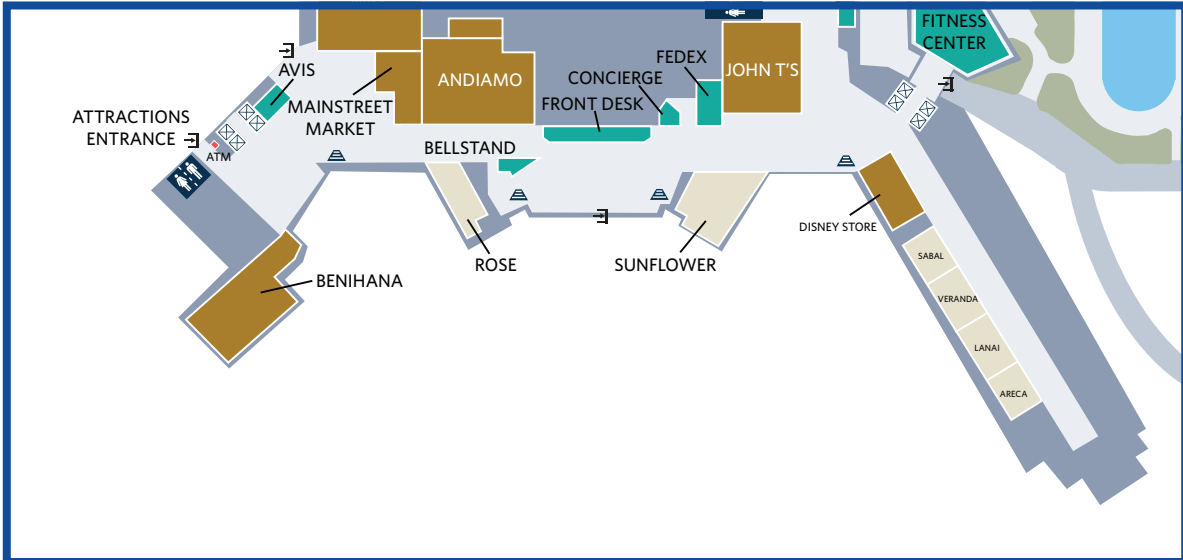 FITNESS
CENTER
FEDEX
JOHN T'S
AVIS
ANDIAMO
CONCIERGE
MAINSTREET
MARKET
FRONT DESK
ATTRACTIONS
ENTRANCE
ATM
BELLSTAND
DISNEY STORE
ROSE
SUNFLOWER
BENIHANA
SABAL
VERANDA
LANAI
ARECA